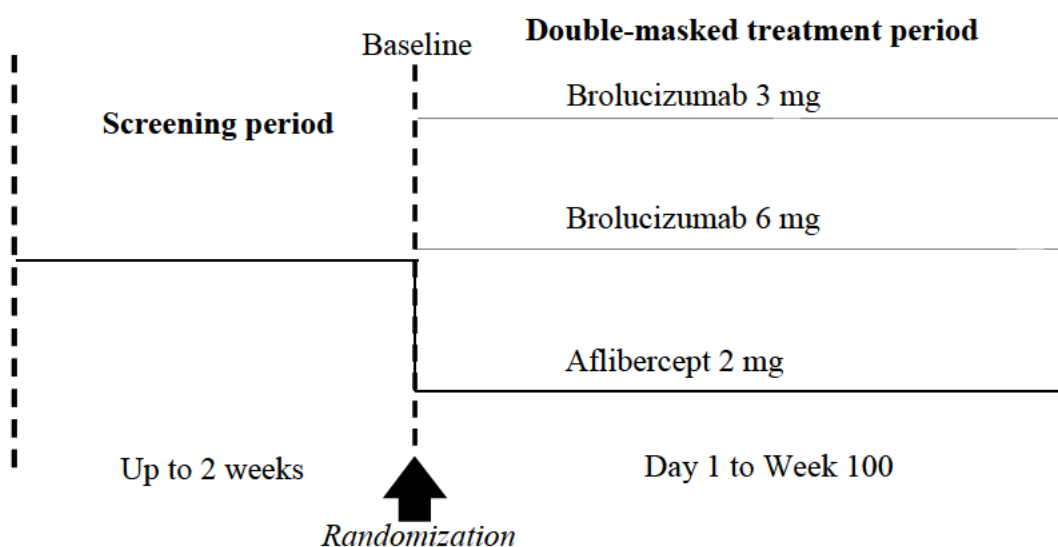 Baseline
Double-masked treatment period
Screening period
Brolucizumab 3 mg
Brolucizumab 6 mg
Aflibercept 2 mg
Up to 2 weeks
Day 1 to Week 100
Randomization